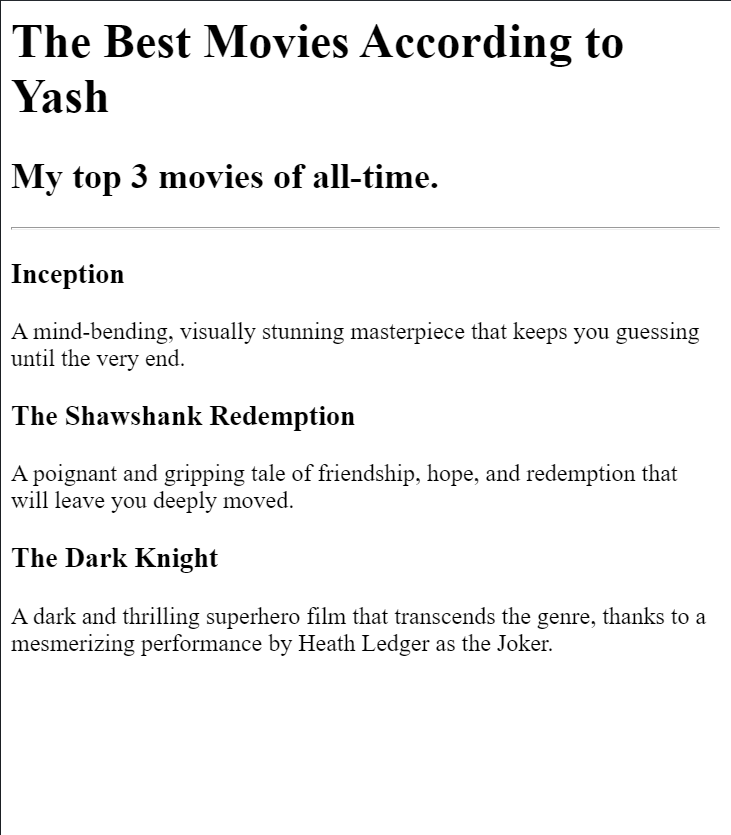 The Best Movies According to
Yash
My top 3 movies of all-time.
Inception
A mind-bending, visually stunning masterpiece that keeps you guessing
until the very end.
The Shawshank Redemption
A poignant and gripping tale of friendship, hope, and redemption that
will leave you deeply moved.
The Dark Knight
A dark and thrilling superhero film that transcends the genre, thanks to a
mesmerizing performance by Heath Ledger as the Joker.